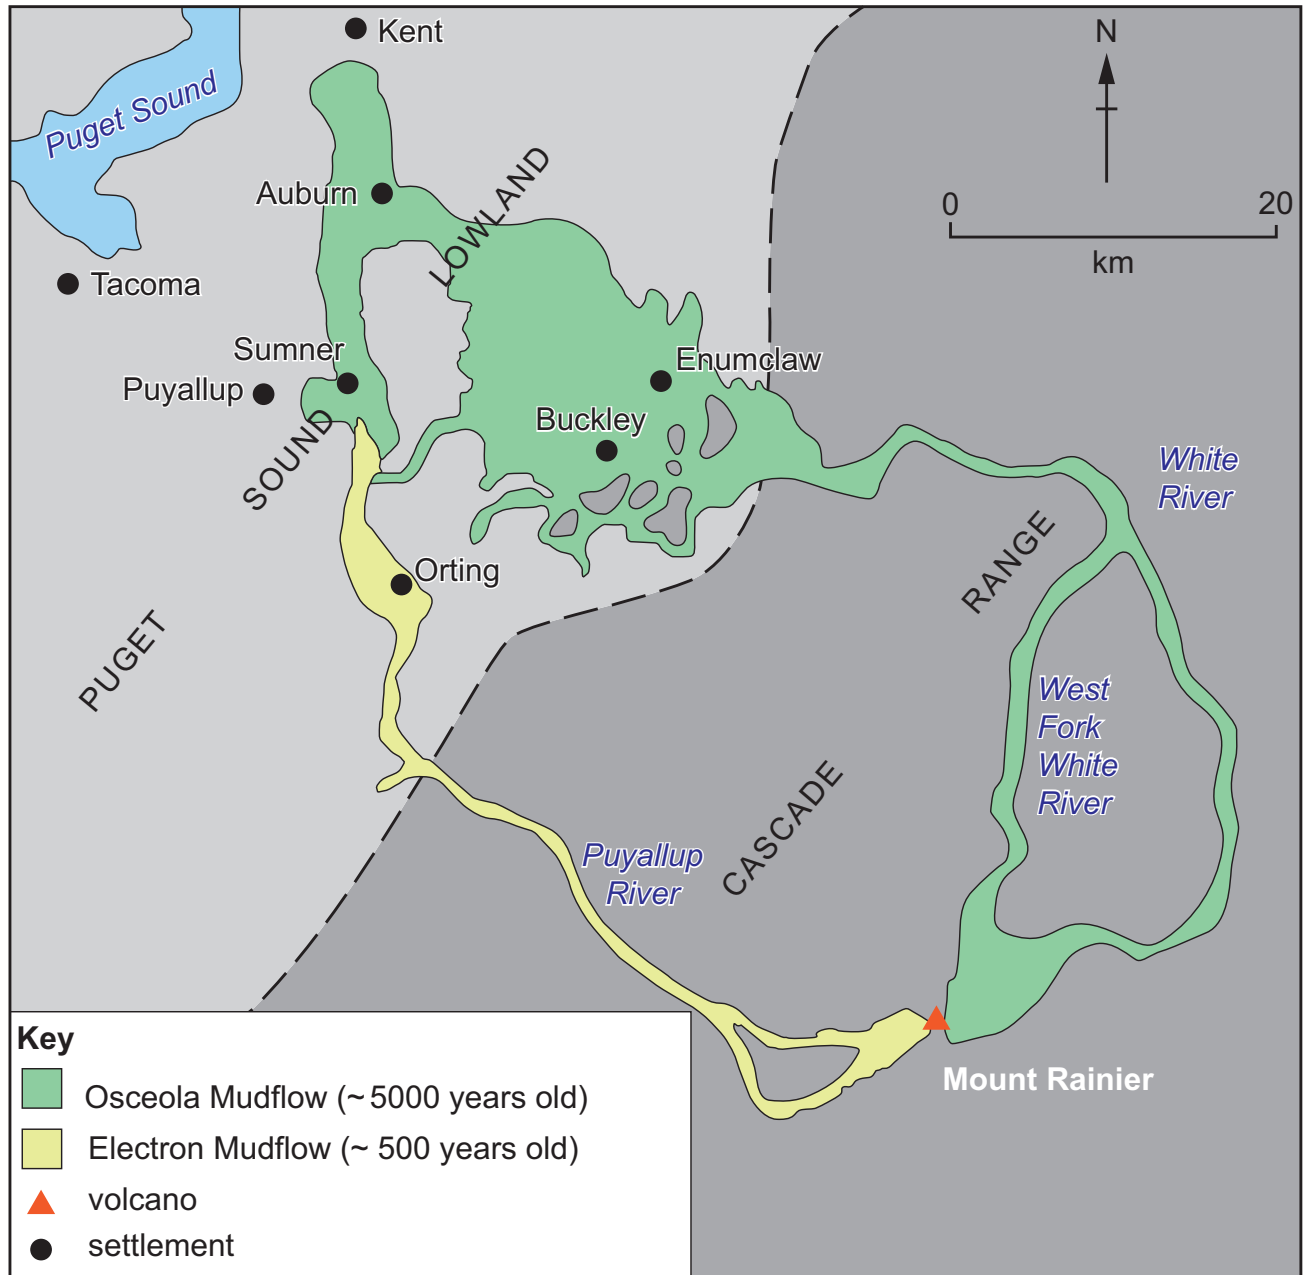 Kent
N
Puget Sound
Auburn
LOWLAND
0 20
km
Tacoma
Sumner
Enumclaw
Puyallup
Buckley
SOUND
White
River
RANGE
Orting
PUGET
West
Fork
White
River
CASCADE
Puyallup
River
Mount Rainier
Key
Osceola Mudflow (~ 5000 years old)
Electron Mudflow (~ 500 years old)
volcano
settlement